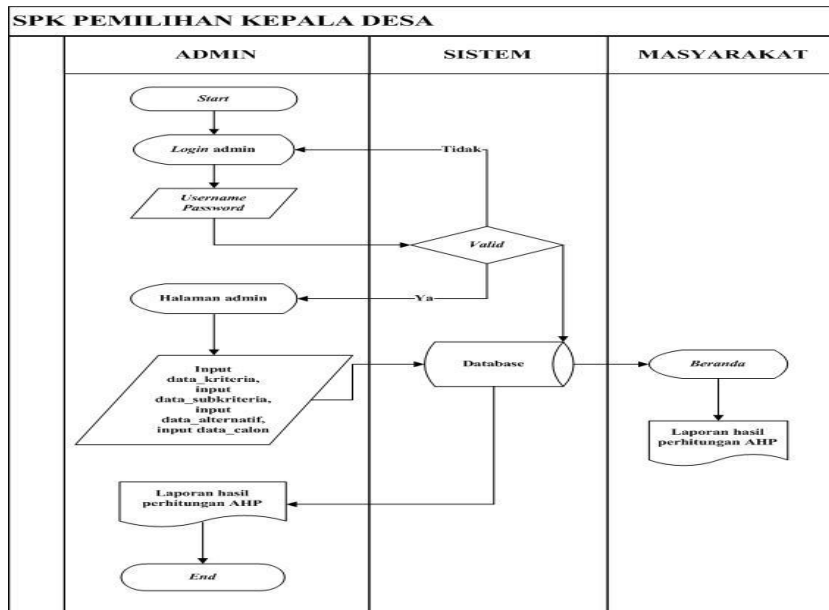 SPK PEMILIHAN KEPALA DESA
ADMIN
SISTEM
MASYARAKAT
Start
Login admin
Tidak
Username
Password
Valid
Halaman admin
Ya
Input
data_kriteria,
input
data_subkriteria,
input
data_alternatif,
input data_calon
Database
Beranda
Laporan hasil
perhitungan AHP
Laporan hasil
perhitungan AHP
End